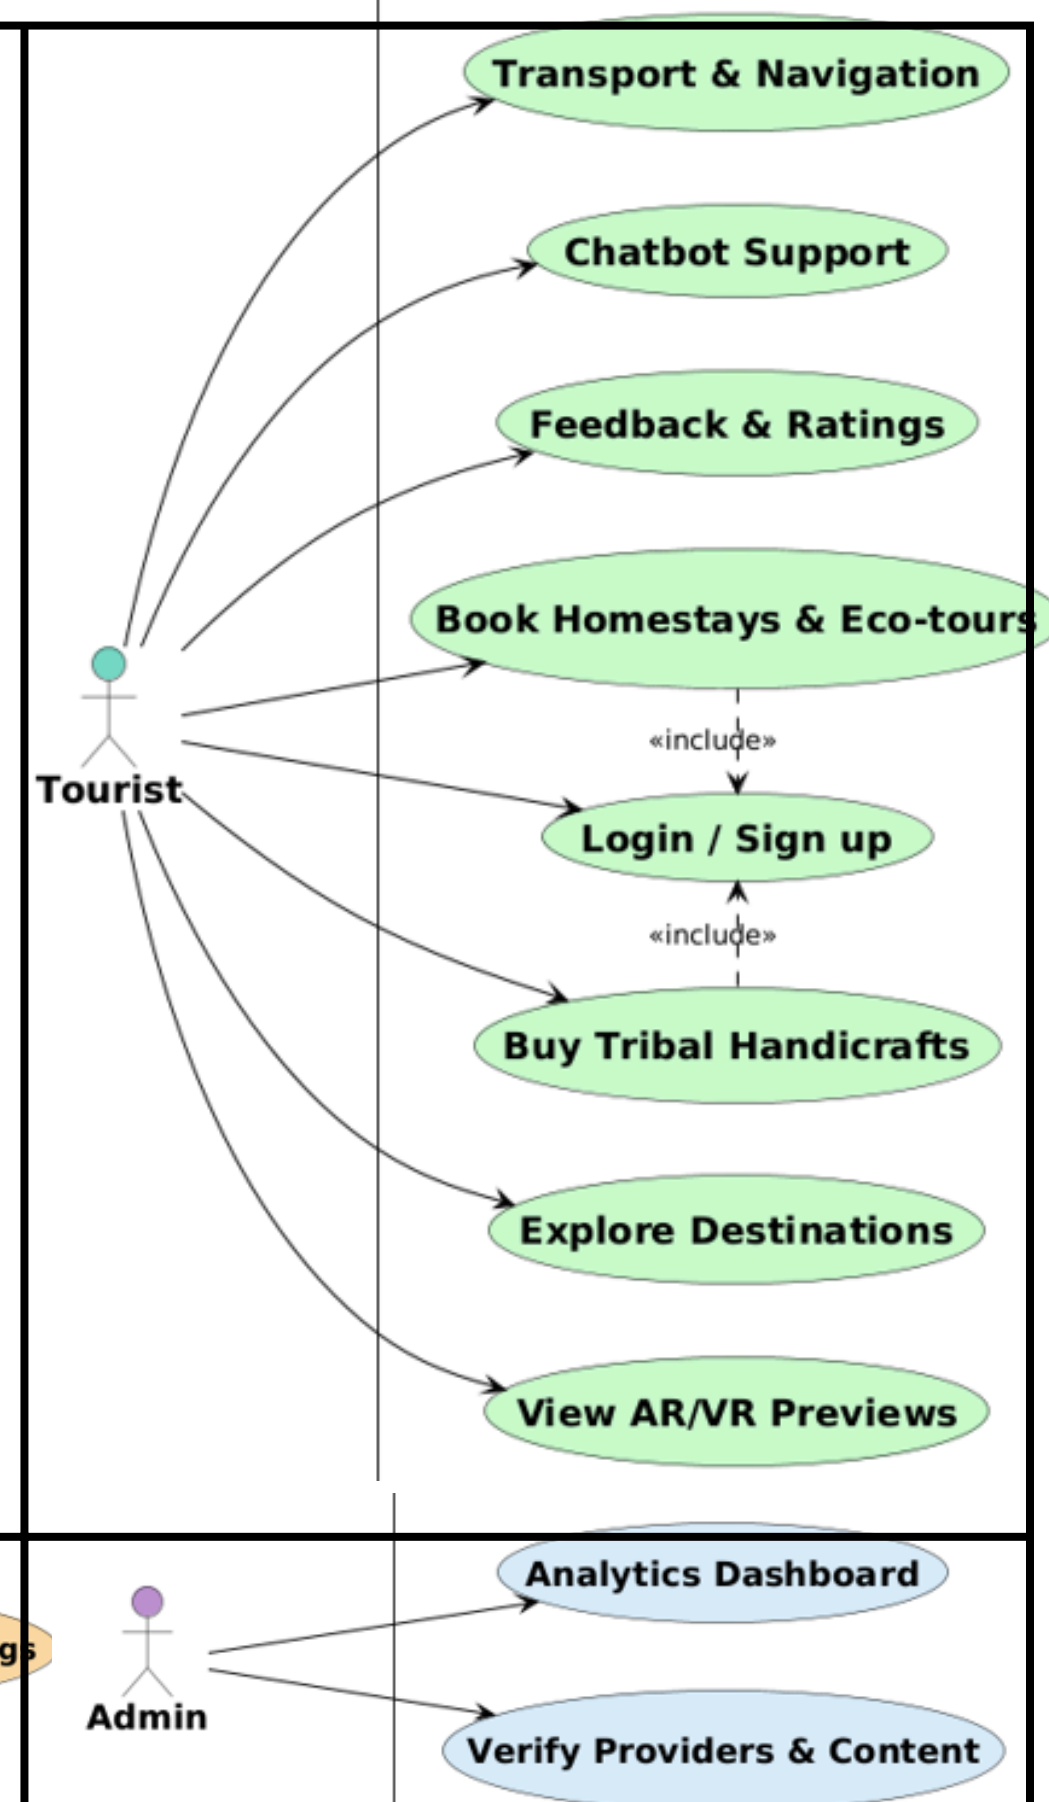 Transport & Navigation
Chatbot Support
Feedback & Ratings
Book Homestays & Eco-tours
«include»
Tourist
Login / Sign up
«include»
Buy Tribal Handicrafts
Explore Destinations
View AR/VR Previews
Analytics Dashboard
gs
Admin
Verify Providers & Content